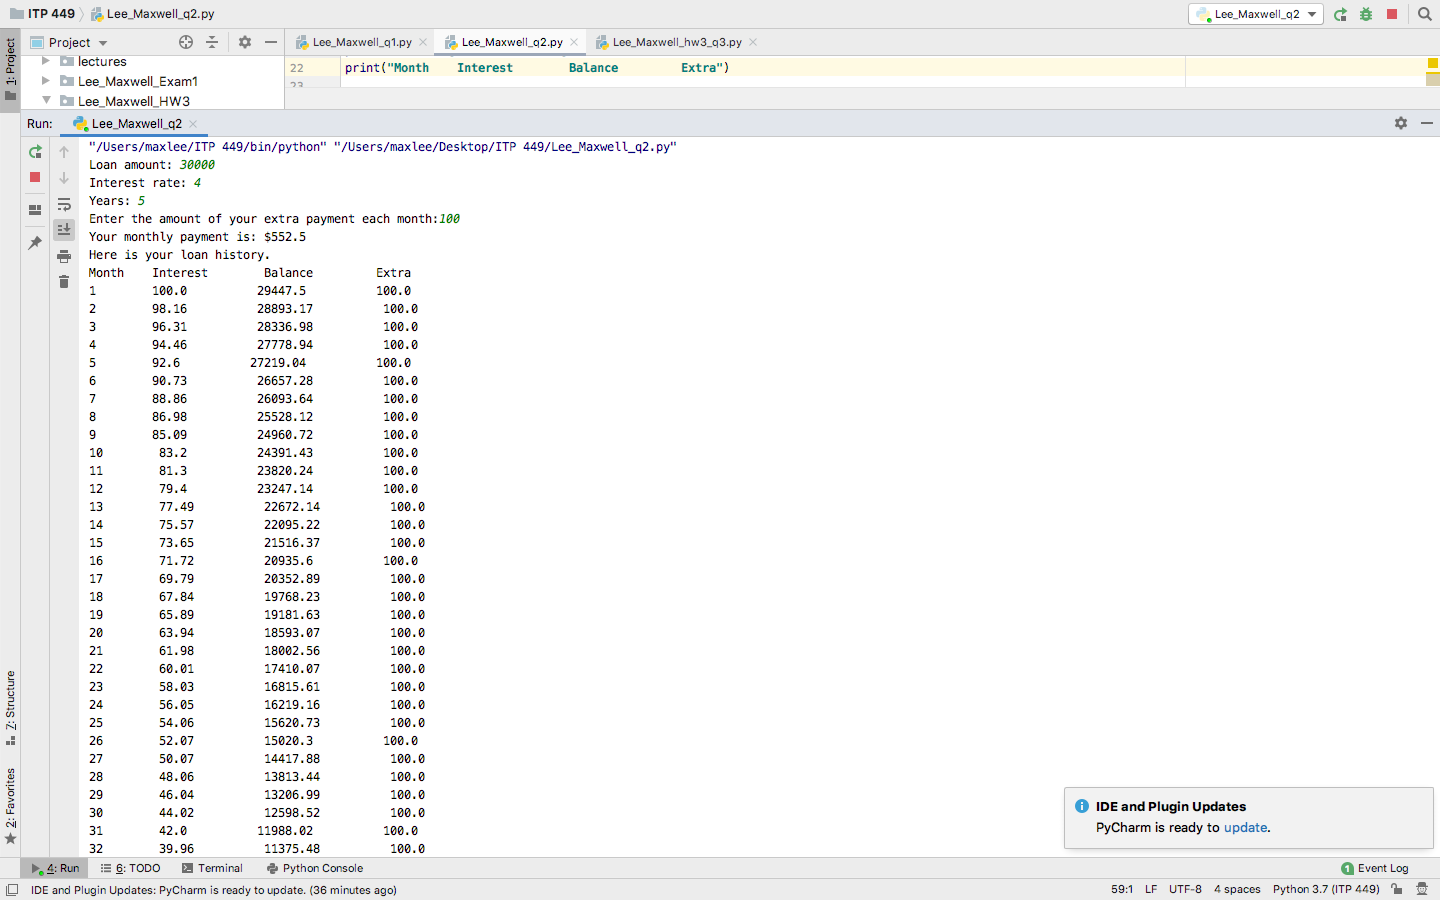 ITP 449 Lee_Maxwell_q2.py Lee_Maxwell_q2
1: Project
Project Lee_Maxwell_q1.py Lee_Maxwell_q2.py Lee_Maxwell_hw3_q3.py
lectures
Lee_Maxwell_Exam1
Lee_Maxwell_HW3
22 print("Month    Interest        Balance         Extra")
23
Run: Lee_Maxwell_q2
"/Users/maxlee/ITP 449/bin/python" "/Users/maxlee/Desktop/ITP 449/Lee_Maxwell_q2.py"
Loan amount: 30000
Interest rate: 4
Years: 5
Enter the amount of your extra payment each month:100
Your monthly payment is: $552.5
Here is your loan history.
Month Interest Balance Extra
1 100.0 29447.5 100.0
2 98.16 28893.17 100.0
3 96.31 28336.98 100.0
4 94.46 27778.94 100.0
5 92.6 27219.04 100.0
6 90.73 26657.28 100.0
7 88.86 26093.64 100.0
8 86.98 25528.12 100.0
9 85.09 24960.72 100.0
10 83.2 24391.43 100.0
11 81.3 23820.24 100.0
12 79.4 23247.14 100.0
13 77.49 22672.14 100.0
14 75.57 22095.22 100.0
15 73.65 21516.37 100.0
16 71.72 20935.6 100.0
17 69.79 20352.89 100.0
18 67.84 19768.23 100.0
19 65.89 19181.63 100.0
20 63.94 18593.07 100.0
21 61.98 18002.56 100.0
22 60.01 17410.07 100.0
23 58.03 16815.61 100.0
24 56.05 16219.16 100.0
25 54.06 15620.73 100.0
26 52.07 15020.3 100.0
27 50.07 14417.88 100.0
28 48.06 13813.44 100.0
29 46.04 13206.99 100.0
30 44.02 12598.52 100.0
31 42.0 11988.02 100.0
32 39.96 11375.48 100.0
7: Structure
2: Favorites
IDE and Plugin Updates
PyCharm is ready to update.
4: Run 6: TODO Terminal Python Console 1 Event Log
IDE and Plugin Updates: PyCharm is ready to update. (36 minutes ago) 59:1 LF UTF-8 4 spaces Python 3.7 (ITP 449)